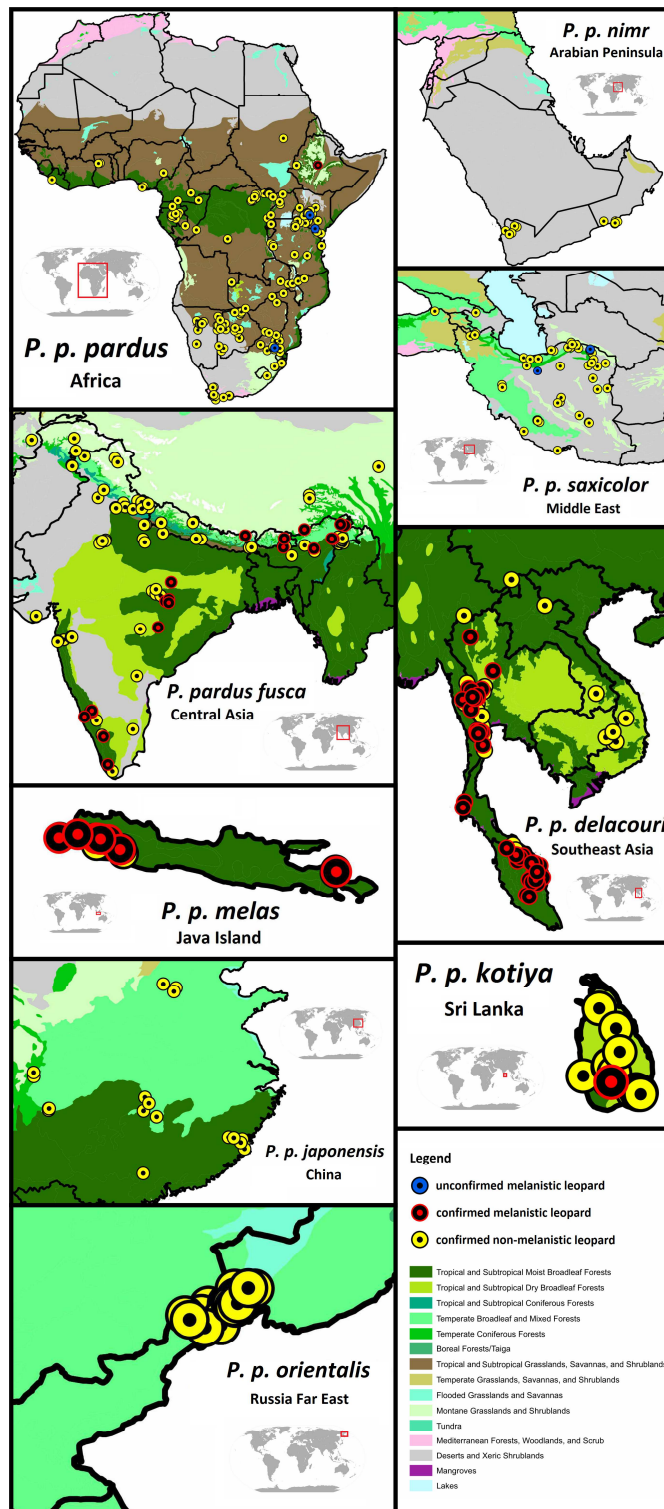 P. p. pardus
Africa
P. p. nimr
Arabian Peninsula
P. p. saxicolor
Middle East
P. pardus fusca
Central Asia
P. p. delacouri
Southeast Asia
P. p. melas
Java Island
P. p. kotiya
Sri Lanka
P. p. japonensis
China
P. p. orientalis
Russia Far East
Legend
unconfirmed melanistic leopard
confirmed melanistic leopard
confirmed non-melanistic leopard
Tropical and Subtropical Moist Broadleaf Forests
Tropical and Subtropical Dry Broadleaf Forests
Tropical and Subtropical Coniferous Forests
Temperate Broadleaf and Mixed Forests
Temperate Coniferous Forests
Boreal Forests/Taiga
Tropical and Subtropical Grasslands, Savannas, and Shrublands
Temperate Grasslands, Savannas, and Shrublands
Flooded Grasslands and Savannas
Montane Grasslands and Shrublands
Tundra
Mediterranean Forests, Woodlands, and Scrub
Deserts and Xeric Shrublands
Mangroves
Lakes